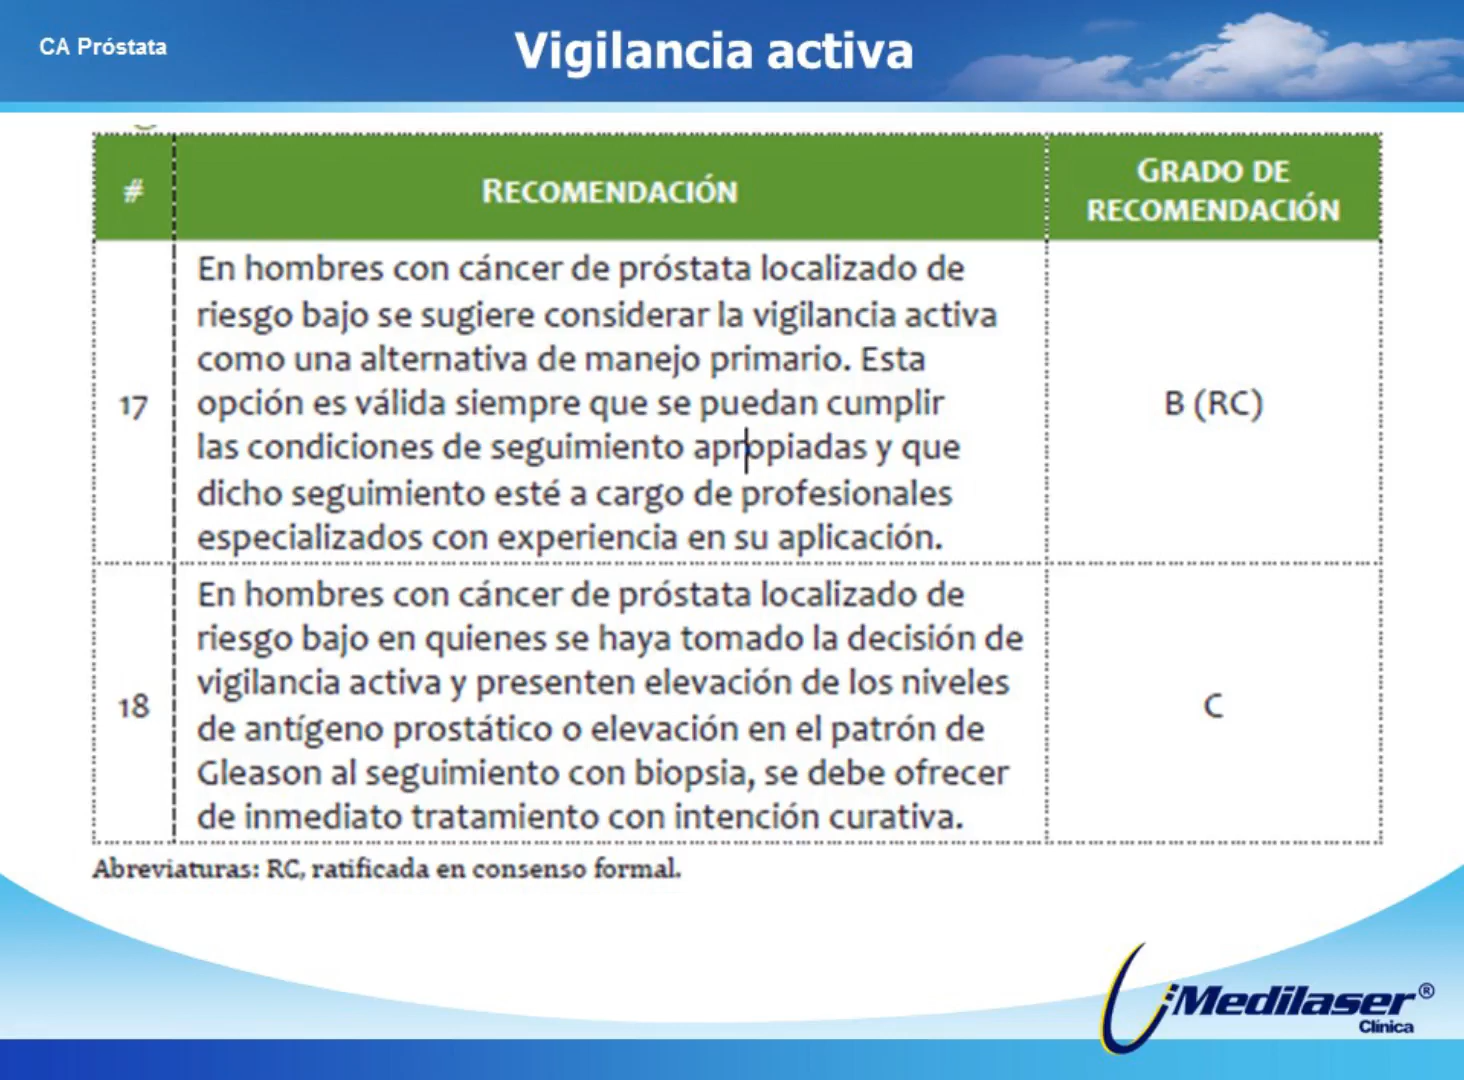 CA Próstata
Vigilancia activa
#
RECOMENDACIÓN
GRADO DE
RECOMENDACIÓN
17
En hombres con cáncer de próstata localizado de
riesgo bajo se sugiere considerar la vigilancia activa
como una alternativa de manejo primario. Esta
opción es válida siempre que se puedan cumplir
las condiciones de seguimiento apropiadas y que
dicho seguimiento esté a cargo de profesionales
especializados con experiencia en su aplicación.
B (RC)
18
En hombres con cáncer de próstata localizado de
riesgo bajo en quienes se haya tomado la decisión de
vigilancia activa y presenten elevación de los niveles
de antígeno prostático o elevación en el patrón de
Gleason al seguimiento con biopsia, se debe ofrecer
de inmediato tratamiento con intención curativa.
C
Abreviaturas: RC, ratificada en consenso formal.
Medilaser®
Clínica